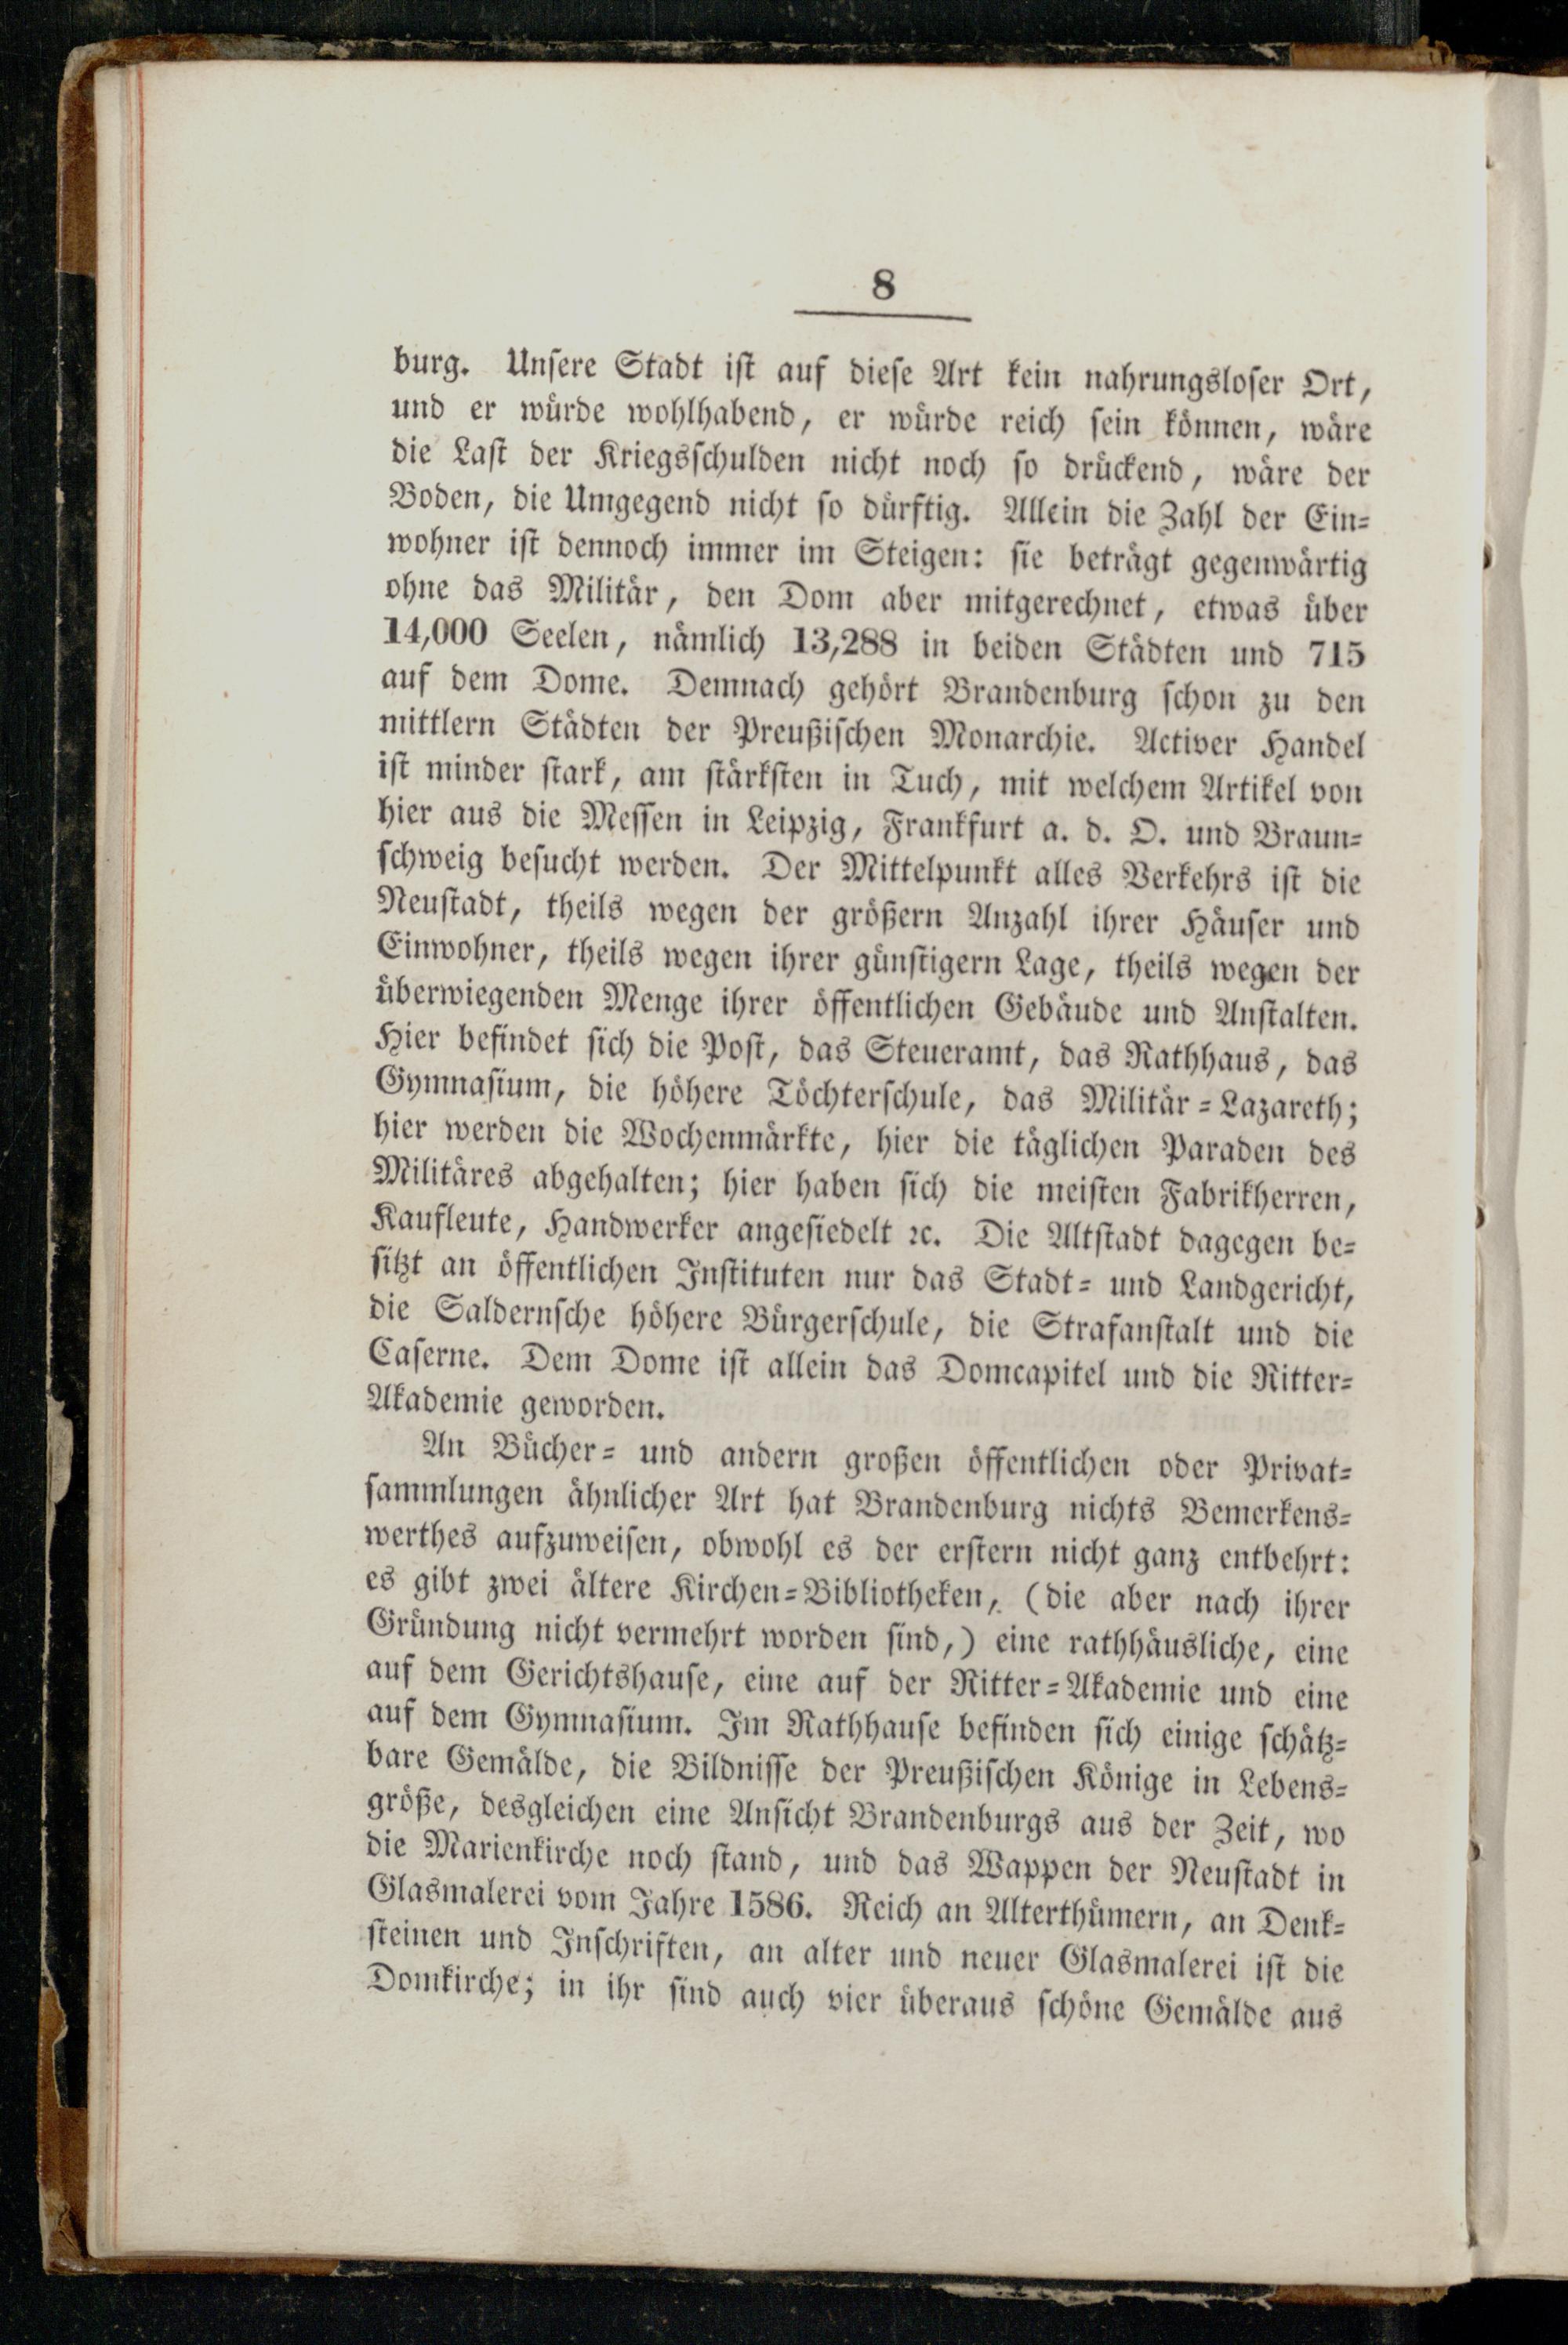 8
burg. Unsere Stadt ist auf diese Art kein nahrungsloser Ort,
und er würde wohlhabend, er würde reich sein können, wäre
die Last der Kriegsschulden nicht noch so drückend, wäre der
Boden, die Umgegend nicht so dürftig. Allein die Zahl der Ein-
wohner ist dennoch immer im Steigen: sie beträgt gegenwärtig
ohne das Militär, den Dom aber mitgerechnet, etwas über
14,000 Seelen, nämlich 13,288 in beiden Städten und 715
auf dem Dome. Demnach gehört Brandenburg schon zu den
mittlern Städten der Preußischen Monarchie. Activer Handel
ist minder stark, am stärksten in Tuch, mit welchem Artikel von
hier aus die Messen in Leipzig, Frankfurt a. d. O. und Braun-
schweig besucht werden. Der Mittelpunkt alles Verkehrs ist die
Neustadt, theils wegen der größern Anzahl ihrer Häuser und
Einwohner, theils wegen ihrer günstigern Lage, theils wegen der
überwiegenden Menge ihrer öffentlichen Gebäude und Anstalten.
Hier befindet sich die Post, das Steueramt, das Rathhaus, das
Gymnasium, die höhere Töchterschule, das Militär-Lazareth;
hier werden die Wochenmärkte, hier die täglichen Paraden des
Militäres abgehalten; hier haben sich die meisten Fabrikherren,
Kaufleute, Handwerker angesiedelt ꝛc. Die Altstadt dagegen be-
sitzt an öffentlichen Instituten nur das Stadt- und Landgericht,
die Saldernsche höhere Bürgerschule, die Strafanstalt und die
Caserne. Dem Dome ist allein das Domcapitel und die Ritter-
Akademie geworden.
An Bücher- und andern großen öffentlichen oder Privat-
sammlungen ähnlicher Art hat Brandenburg nichts Bemerkens-
werthes aufzuweisen, obwohl es der erstern nicht ganz entbehrt:
es gibt zwei ältere Kirchen-Bibliotheken, (die aber nach ihrer
Gründung nicht vermehrt worden sind,) eine rathhäusliche, eine
auf dem Gerichtshause, eine auf der Ritter-Akademie und eine
auf dem Gymnasium. Im Rathhause befinden sich einige schätz-
bare Gemälde, die Bildnisse der Preußischen Könige in Lebens-
größe, desgleichen eine Ansicht Brandenburgs aus der Zeit, wo
die Marienkirche noch stand, und das Wappen der Neustadt in
Glasmalerei vom Jahre 1586. Reich an Alterthümern, an Denk-
steinen und Inschriften, an alter und neuer Glasmalerei ist die
Domkirche; in ihr sind auch vier überaus schöne Gemälde aus